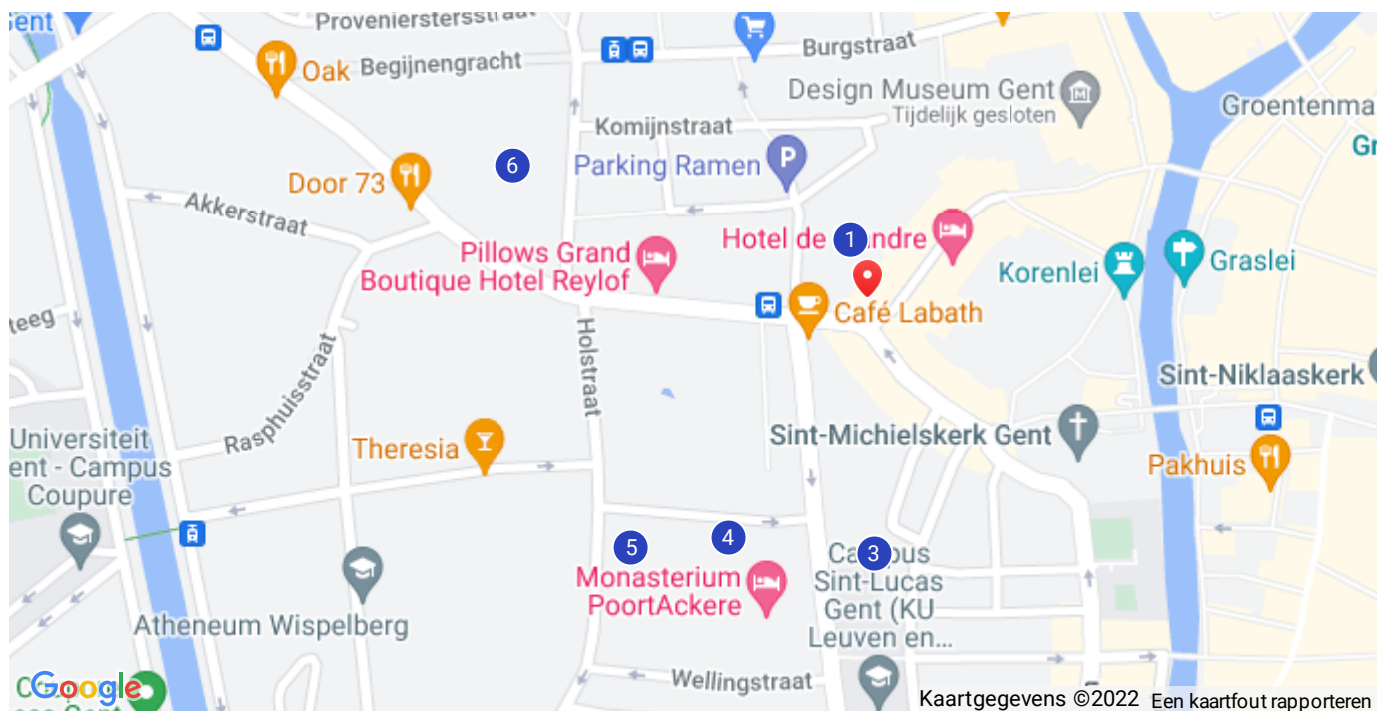 Provenierstersstraat
Gent
Burgstraat
Oak
Begijnengracht
Design Museum Gent
Tijdelijk gesloten
Groentenma
Komijnstraat
6
Parking Ramen
P
Gr
Door 73
Akkerstraat
Hotel de
1
ndre
Pillows Grand
Boutique Hotel Reylof
Korenlei
Graslei
Café Labath
teeg
Holstraat
Rasphuisstraat
Sint-Niklaaskerk
Universiteit
ent - Campus
Coupure
Theresia
Sint-Michielskerk Gent
Pakhuis
5
4
3
Ca
pus
Sint-Lucas
Gent (KU
Leuven en...
Monasterium
PoortAckere
Atheneum Wispelberg
Wellingstraat
Google
Kaartgegevens ©2022
Een kaartfout rapporteren